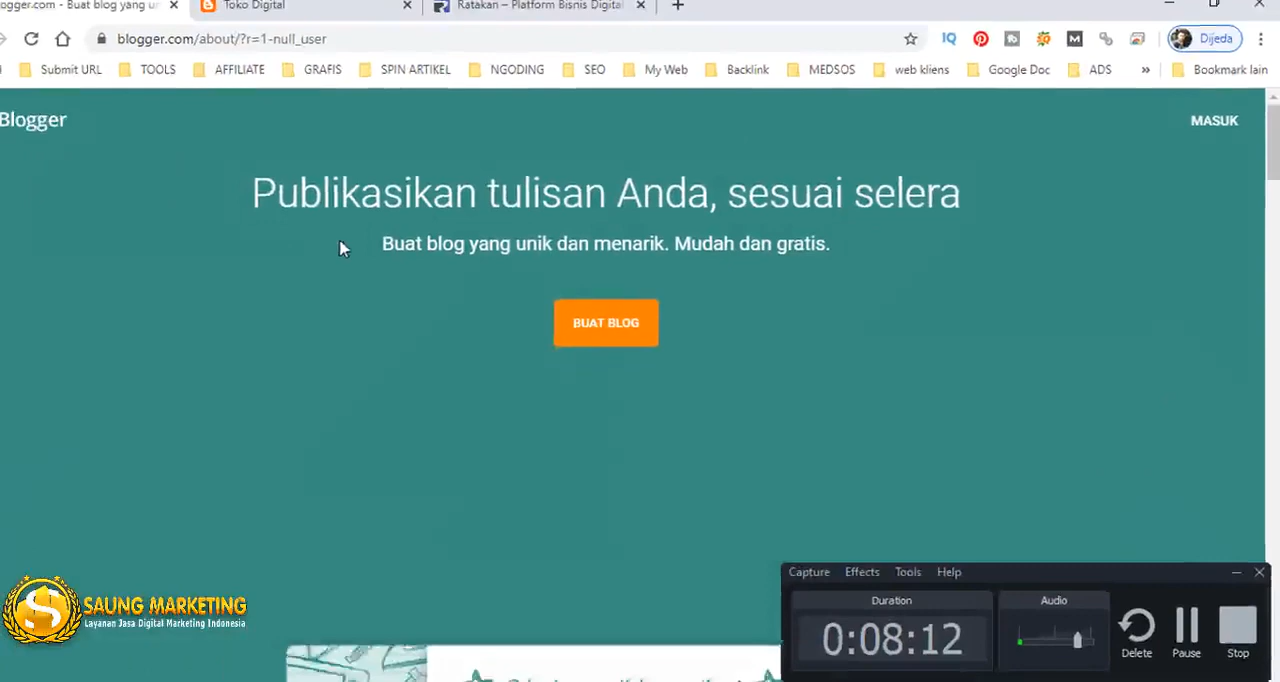 ogger.com - Buat blog yang un
Toko Digital
Ratakan – Platform Bisnis Digital
blogger.com/about/?r=1-null_user
Dijeda
Submit URL
TOOLS
AFFILIATE
GRAFIS
SPIN ARTIKEL
NGODING
SEO
My Web
Backlink
MEDSOS
web kliens
Google Doc
ADS
»
Bookmark lain
Blogger
MASUK
Publikasikan tulisan Anda, sesuai selera
Buat blog yang unik dan menarik. Mudah dan gratis.
BUAT BLOG
SAUNG MARKETING
Layanan Jasa Digital Marketing Indonesia
Capture Effects Tools Help
Duration
Audio
0:08:12
Delete
Pause
Stop